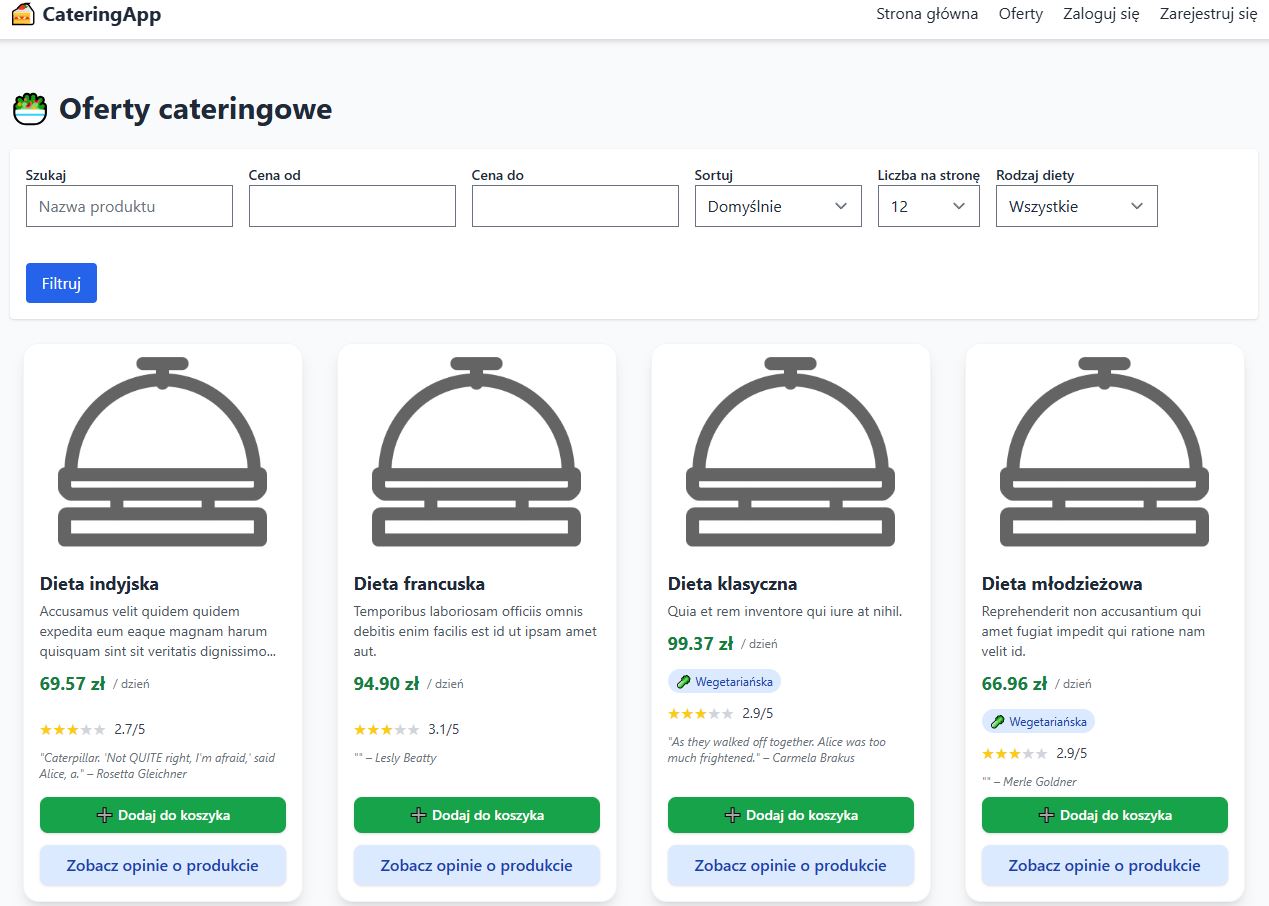 CateringApp
Strona główna Oferty Zaloguj się Zarejestruj się
Oferty cateringowe
Szukaj Cena od Cena do Sortuj Liczba na stronę Rodzaj diety
Nazwa produktu Domyślnie 12 Wszystkie
Filtruj
Dieta indyjska
Accusamus velit quidem quidem
expedita eum eaque magnam harum
quisquam sint sit veritatis dignissimo...
69.57 zł / dzień
2.7/5
"Caterpillar. 'Not QUITE right, I'm afraid,' said
Alice, a." – Rosetta Gleichner
Dodaj do koszyka
Zobacz opinie o produkcie
Dieta francuska
Temporibus laboriosam officiis omnis
debitis enim facilis est id ut ipsam amet
aut.
94.90 zł / dzień
3.1/5
"" – Lesly Beatty
Dodaj do koszyka
Zobacz opinie o produkcie
Dieta klasyczna
Quia et rem inventore qui iure at nihil.
99.37 zł / dzień
Wegetariańska
2.9/5
"As they walked off together. Alice was too
much frightened." – Carmela Brakus
Dodaj do koszyka
Zobacz opinie o produkcie
Dieta młodzieżowa
Reprehenderit non accusantium qui
amet fugiat impedit qui ratione nam
velit id.
66.96 zł / dzień
Wegetariańska
2.9/5
"" – Merle Goldner
Dodaj do koszyka
Zobacz opinie o produkcie